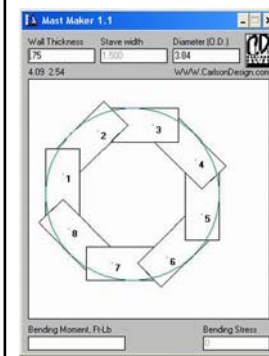 Mast Maker 1.1
Wall Thickness Stave width Diameter (O.D.)
.75 1.500 3.84
4.09 2.54 WWW.CarlsonDesign.com
3
2
4
1
5
8
6
7
Bending Moment, Ft-Lb Bending Stress
0